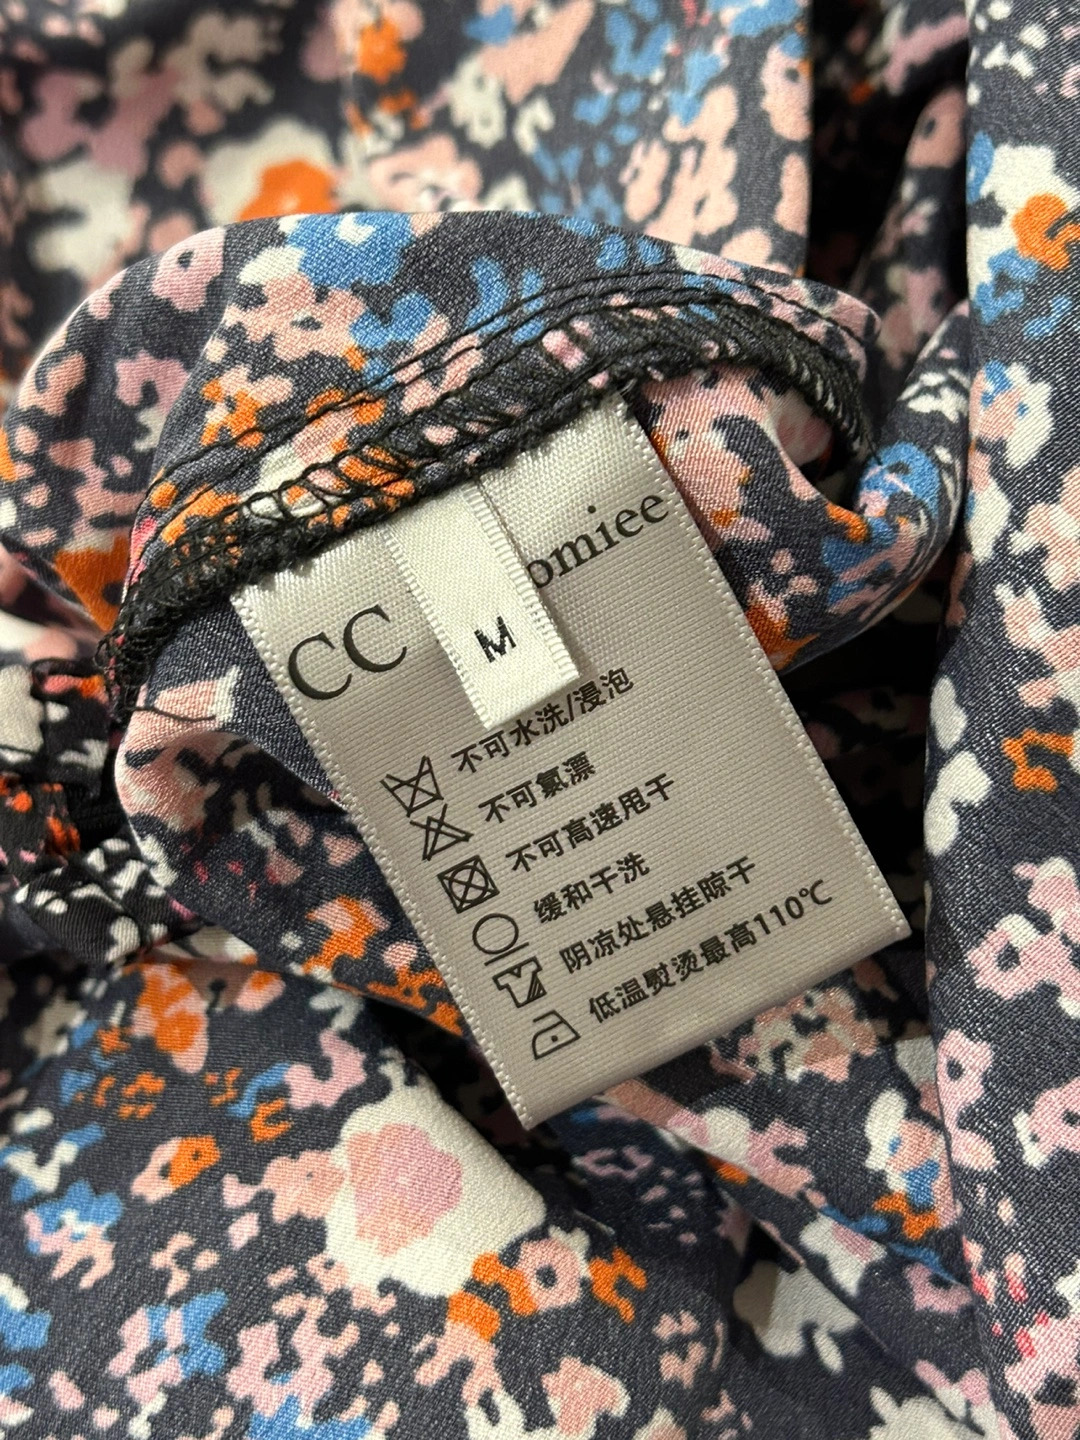 CC omiee
M
不可水洗/浸泡
不可氯漂
不可高速甩干
缓和干洗
阴凉处悬挂晾干
低温熨烫最高110℃